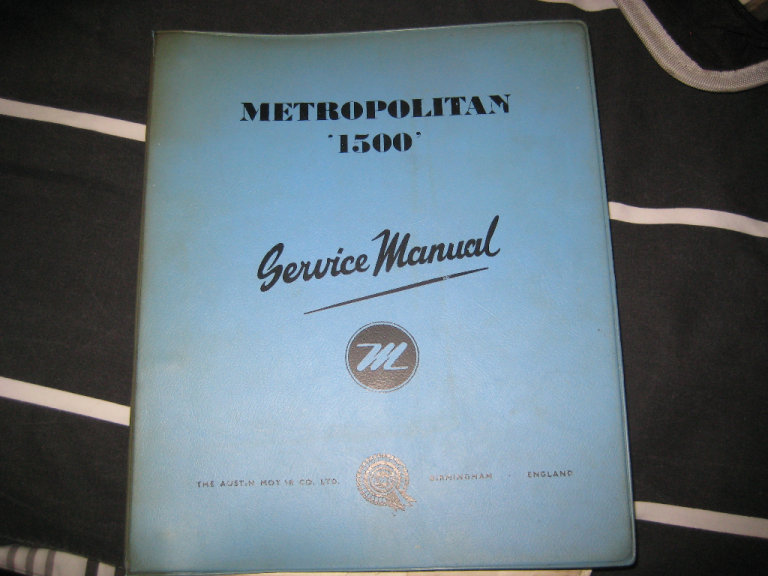 METROPOLITAN
'1500'
Service Manual
M
THE AUSTIN MOTOR CO. LTD. BIRMINGHAM · ENGLAND